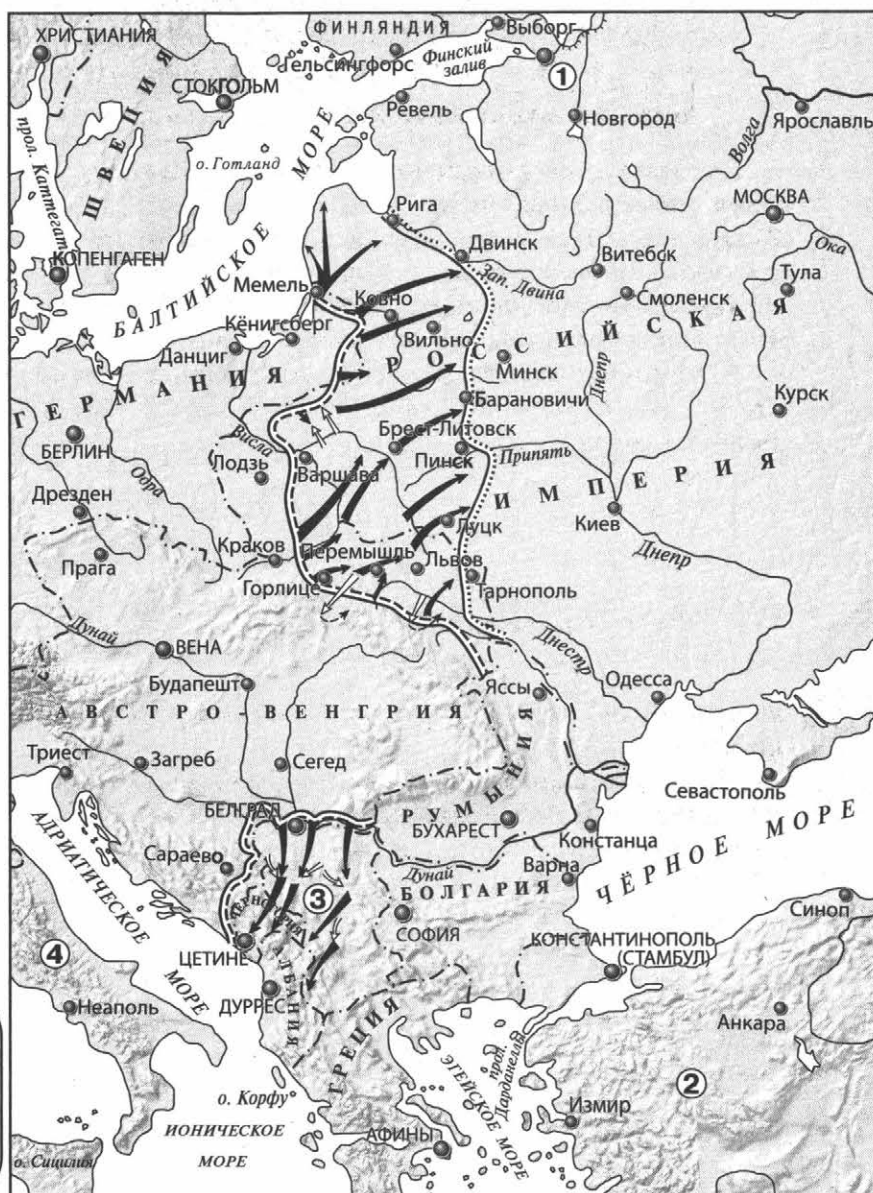 ХРИСТИАНИЯ
ФИНЛЯНДИЯ
Выборг
Гельсингфорс
Финский
залив
①
СТОКГОЛЬМ
Ревель
Новгород
Ярославль
Волга
ШВЕЦИЯ
прол. Каттегат
о. Готланд
БАЛТИЙСКОЕ МОРЕ
Рига
МОСКВА
Двинск
Витебск
Ока
КОПЕНГАГЕН
Зап. Двина
Тула
Мемель
Ковно
Смоленск
Кёнигсберг
Вильно
Данциг
Минск
РОССИЙСКАЯ
Днепр
ГЕРМАНИЯ
Барановичи
Курск
БЕРЛИН
Висла
Брест-Литовск
Лодзь
Варшава
Пинск
Припять
ИМПЕРИЯ
Одра
Дрезден
Луцк
Киев
Прага
Краков
Перемышль
Львов
Днепр
Горлице
Тарнополь
Дунай
ВЕНА
Днестр
Будапешт
Яссы
Одесса
АВСТРО-ВЕНГРИЯ
Триест
Загреб
Сегед
РУМЫНИЯ
Севастополь
БЕЛГРАД
БУХАРЕСТ
Констанца
ЧЁРНОЕ МОРЕ
АДРИАТИЧЕСКОЕ МОРЕ
Сараево
Дунай
Варна
БОЛГАРИЯ
③
ЧЕРНОГОРИЯ
СОФИЯ
Синоп
④
ЦЕТИНЕ
КОНСТАНТИНОПОЛЬ
(СТАМБУЛ)
Неаполь
ДУРРЕС
АЛБАНИЯ
Анкара
ГРЕЦИЯ
прол.
Дарданеллы
②
о. Корфу
ЭГЕЙСКОЕ МОРЕ
Измир
ИОНИЧЕСКОЕ
МОРЕ
АФИНЫ
о. Сицилия